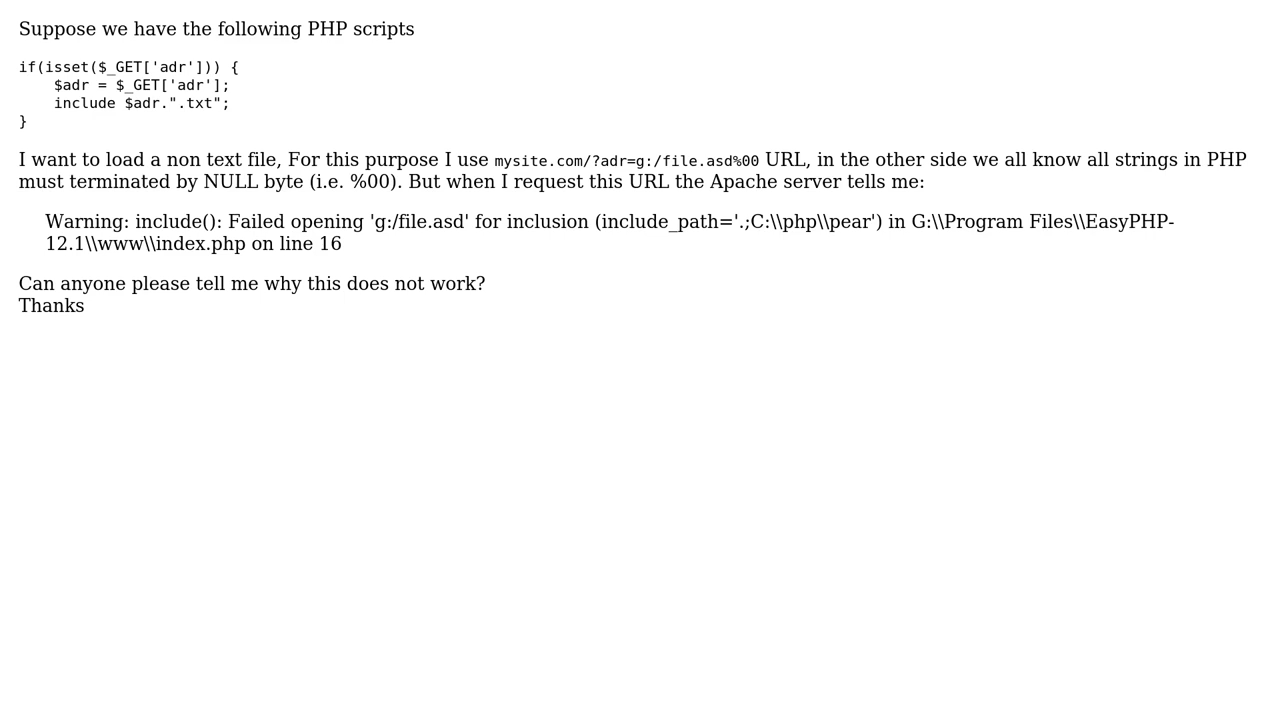 Suppose we have the following PHP scripts
if(isset($_GET['adr'])) {
    $adr = $_GET['adr'];
    include $adr.".txt";
}
I want to load a non text file, For this purpose I use mysite.com/?adr=g:/file.asd%00 URL, in the other side we all know all strings in PHP
must terminated by NULL byte (i.e. %00). But when I request this URL the Apache server tells me:
Warning: include(): Failed opening 'g:/file.asd' for inclusion (include_path='.;C:\\php\\pear') in G:\\Program Files\\EasyPHP-
12.1\\www\\index.php on line 16
Can anyone please tell me why this does not work?
Thanks